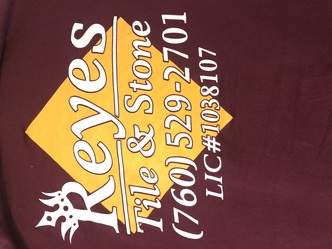 Reyes
Tile & Stone
(760) 529-2701
LIC#1038107